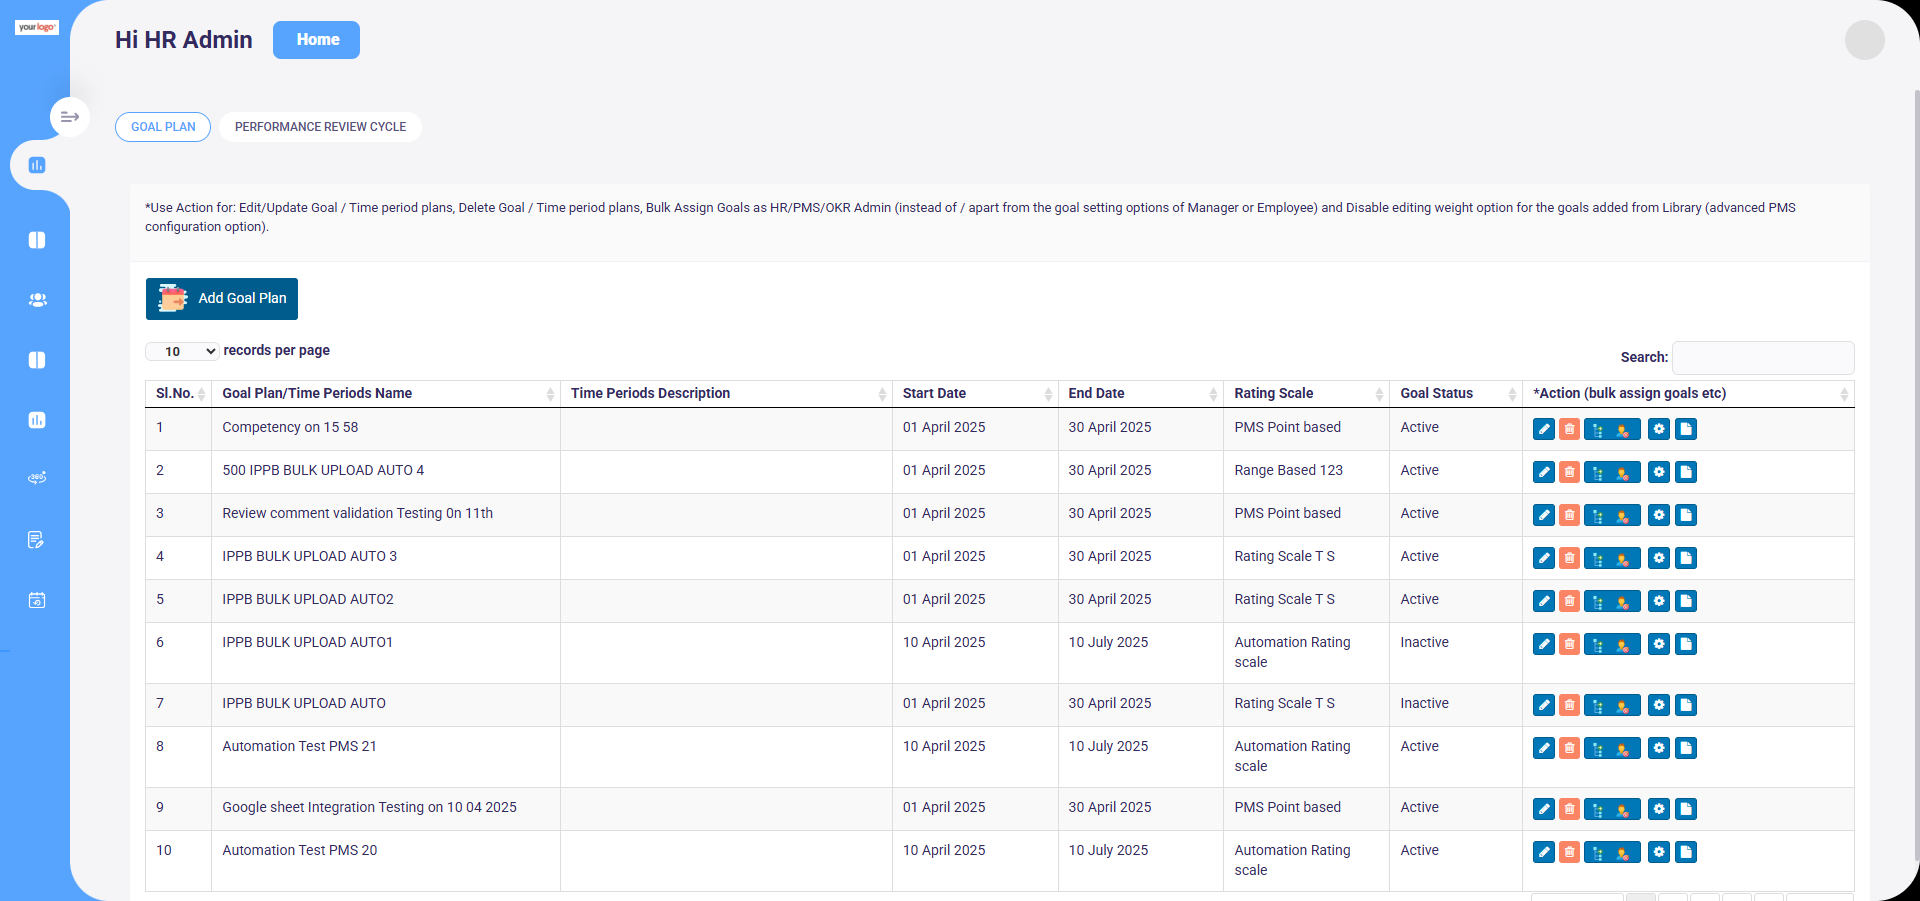 yourlogo
Hi HR Admin
Home
GOAL PLAN
PERFORMANCE REVIEW CYCLE
*Use Action for: Edit/Update Goal / Time period plans, Delete Goal / Time period plans, Bulk Assign Goals as HR/PMS/OKR Admin (instead of / apart from the goal setting options of Manager or Employee) and Disable editing weight option for the goals added from Library (advanced PMS
configuration option).
Add Goal Plan
10 records per page
Search:
Sl.No. Goal Plan/Time Periods Name Time Periods Description Start Date End Date Rating Scale Goal Status *Action (bulk assign goals etc)
1 Competency on 15 58 01 April 2025 30 April 2025 PMS Point based Active
2 500 IPPB BULK UPLOAD AUTO 4 01 April 2025 30 April 2025 Range Based 123 Active
3 Review comment validation Testing 0n 11th 01 April 2025 30 April 2025 PMS Point based Active
4 IPPB BULK UPLOAD AUTO 3 01 April 2025 30 April 2025 Rating Scale T S Active
5 IPPB BULK UPLOAD AUTO2 01 April 2025 30 April 2025 Rating Scale T S Active
6 IPPB BULK UPLOAD AUTO1 10 April 2025 10 July 2025 Automation Rating Inactive
scale
7 IPPB BULK UPLOAD AUTO 01 April 2025 30 April 2025 Rating Scale T S Inactive
8 Automation Test PMS 21 10 April 2025 10 July 2025 Automation Rating Active
scale
9 Google sheet Integration Testing on 10 04 2025 01 April 2025 30 April 2025 PMS Point based Active
10 Automation Test PMS 20 10 April 2025 10 July 2025 Automation Rating Active
scale
360